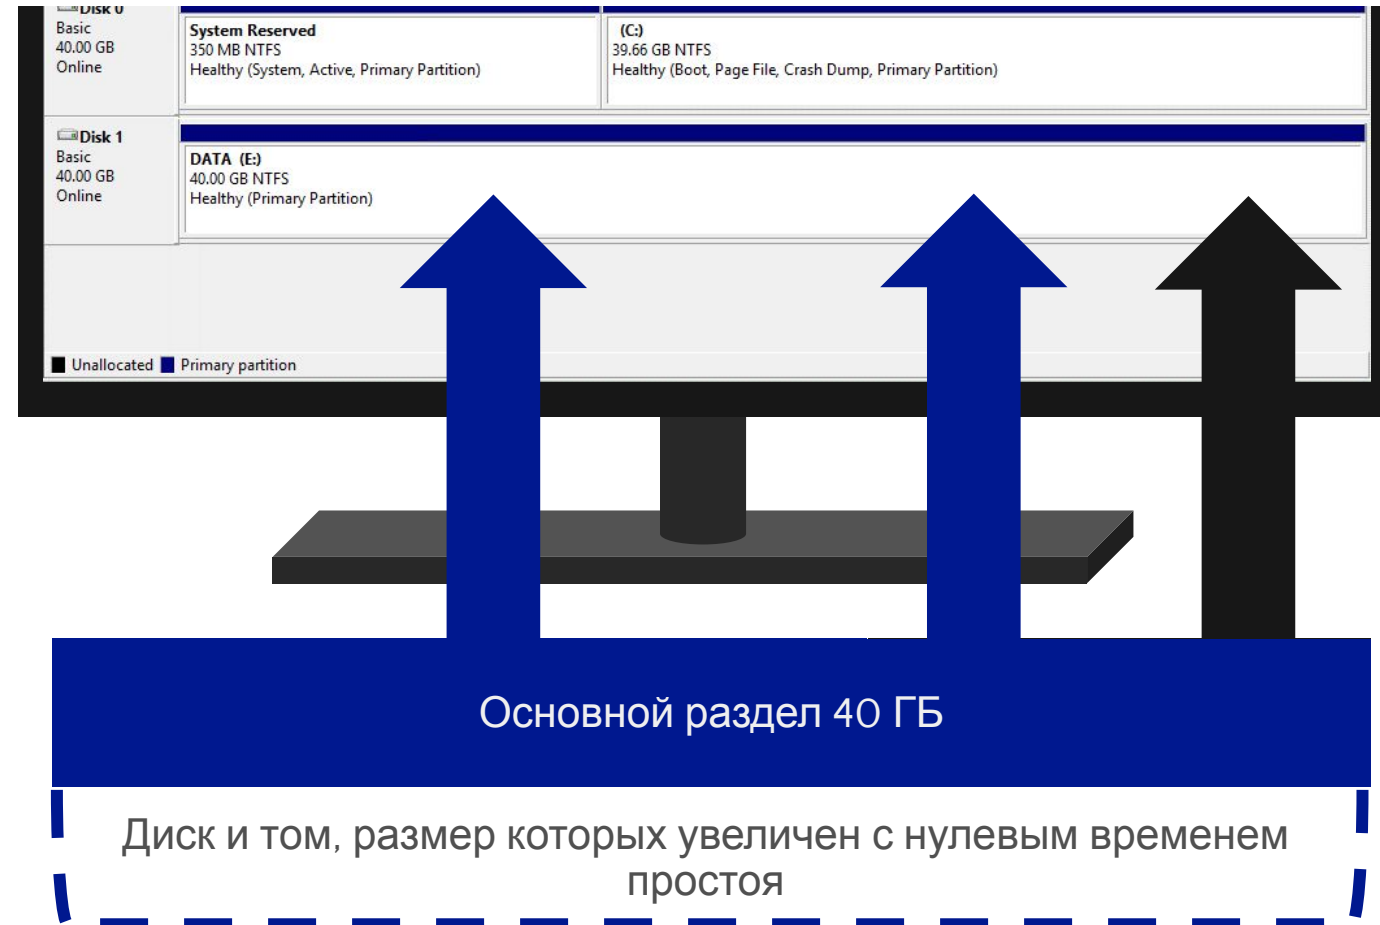 Disk 0
Basic
40.00 GB
Online
System Reserved
350 MB NTFS
Healthy (System, Active, Primary Partition)
(C:)
39.66 GB NTFS
Healthy (Boot, Page File, Crash Dump, Primary Partition)
Disk 1
Basic
40.00 GB
Online
DATA (E:)
40.00 GB NTFS
Healthy (Primary Partition)
Unallocated
Primary partition
Основной раздел 40 ГБ
Диск и том, размер которых увеличен с нулевым временем
простоя